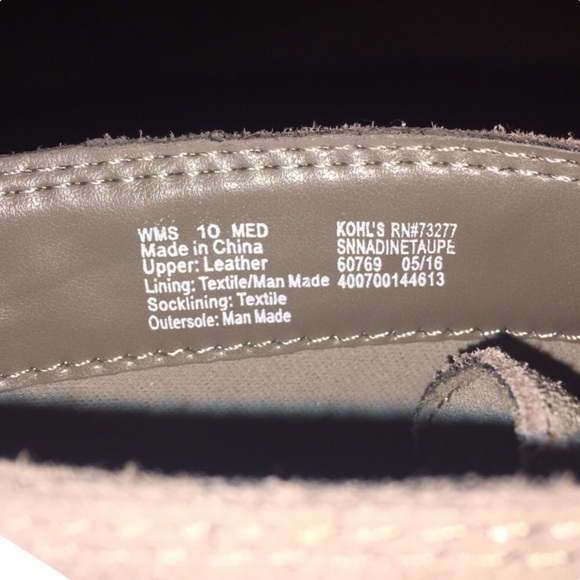 WMS 10 MED
Made in China
Upper: Leather
Lining: Textile/Man Made
Socklining: Textile
Outersole: Man Made
KOHL'S RN#73277
SNNADINETAUPE
60769 05/16
400700144613